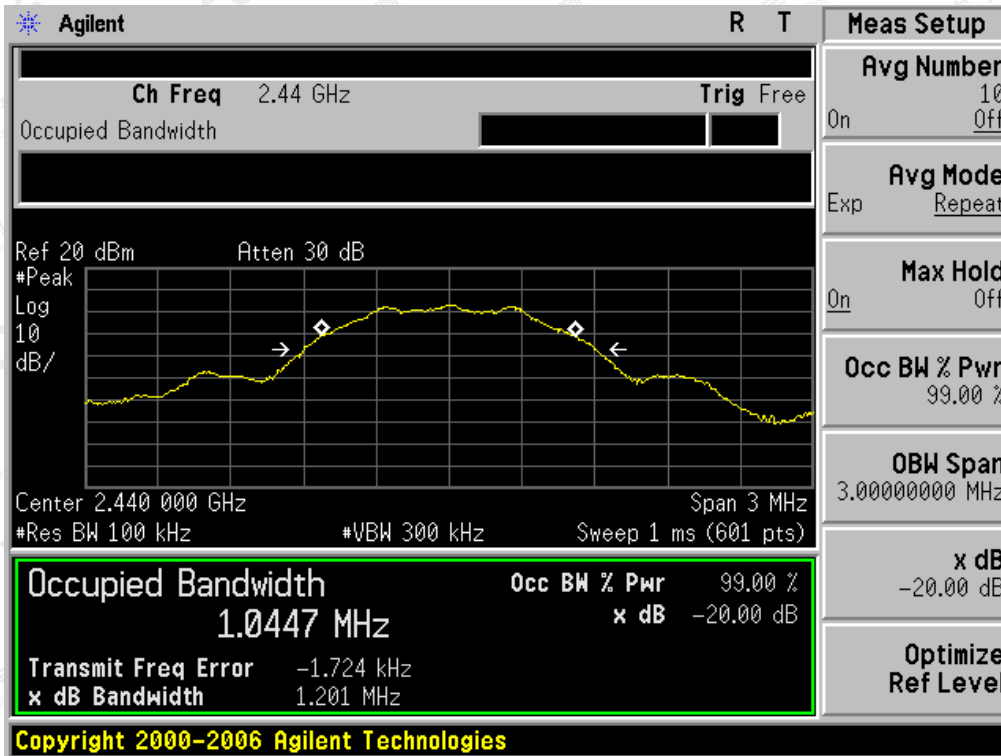 Agilent R T
Ch Freq 2.44 GHz Trig Free
Occupied Bandwidth
Ref 20 dBm Atten 30 dB
#Peak
Log
10
dB/
Center 2.440 000 GHz Span 3 MHz
#Res BW 100 kHz #VBW 300 kHz Sweep 1 ms (601 pts)
Occupied Bandwidth Occ BW % Pwr 99.00 %
1.0447 MHz x dB -20.00 dB
Transmit Freq Error -1.724 kHz
x dB Bandwidth 1.201 MHz
Copyright 2000-2006 Agilent Technologies
Meas Setup
Avg Number
10
On Off
Avg Mode
Exp Repeat
Max Hold
On Off
Occ BW % Pwr
99.00 %
OBW Span
3.00000000 MHz
x dB
-20.00 dB
Optimize
Ref Level